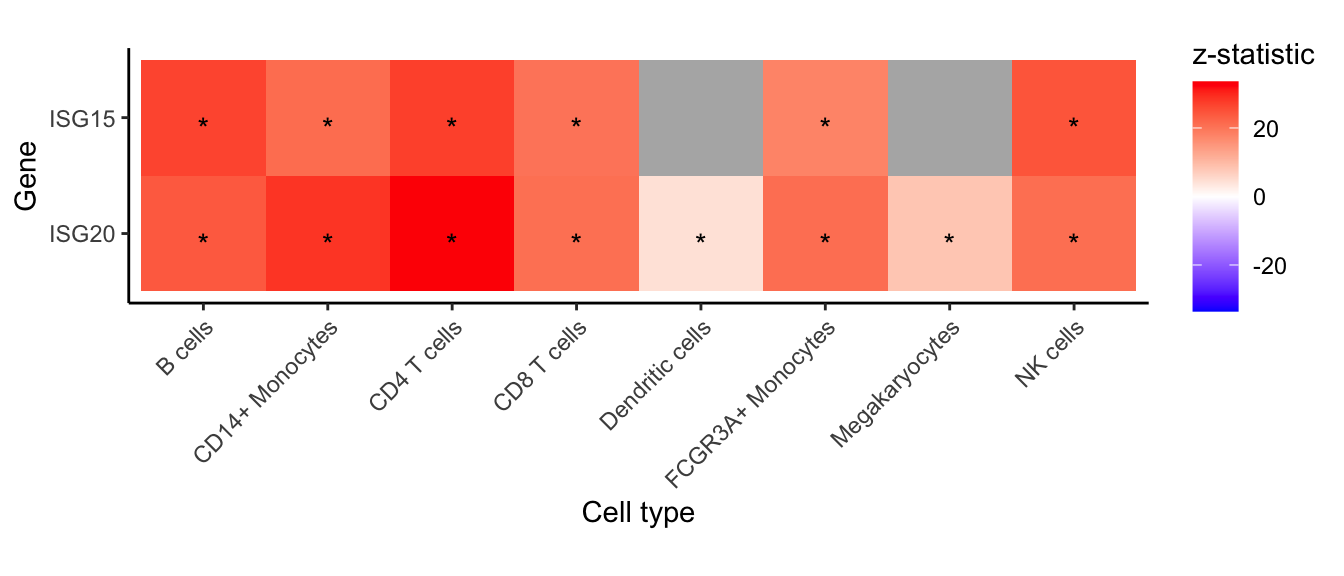 z-statistic
20
0
-20
Gene
ISG15
* * * * * *
ISG20
* * * * * * * *
B cells
CD14+ Monocytes
CD4 T cells
CD8 T cells
Dendritic cells
FCGR3A+ Monocytes
Megakaryocytes
NK cells
Cell type